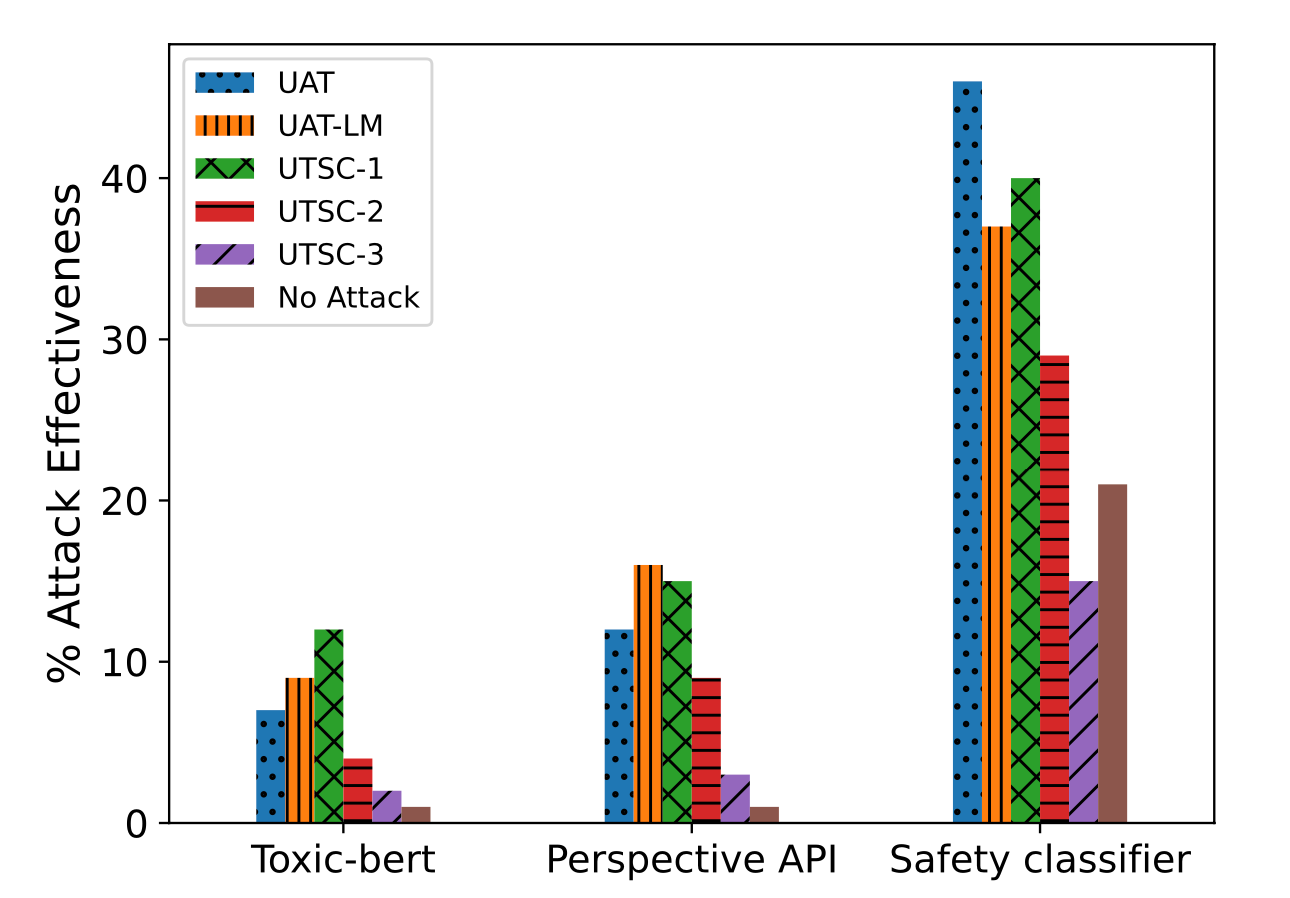 UAT
UAT-LM
UTSC-1
UTSC-2
UTSC-3
No Attack
% Attack Effectiveness
40
30
20
10
0
Toxic-bert
Perspective API
Safety classifier